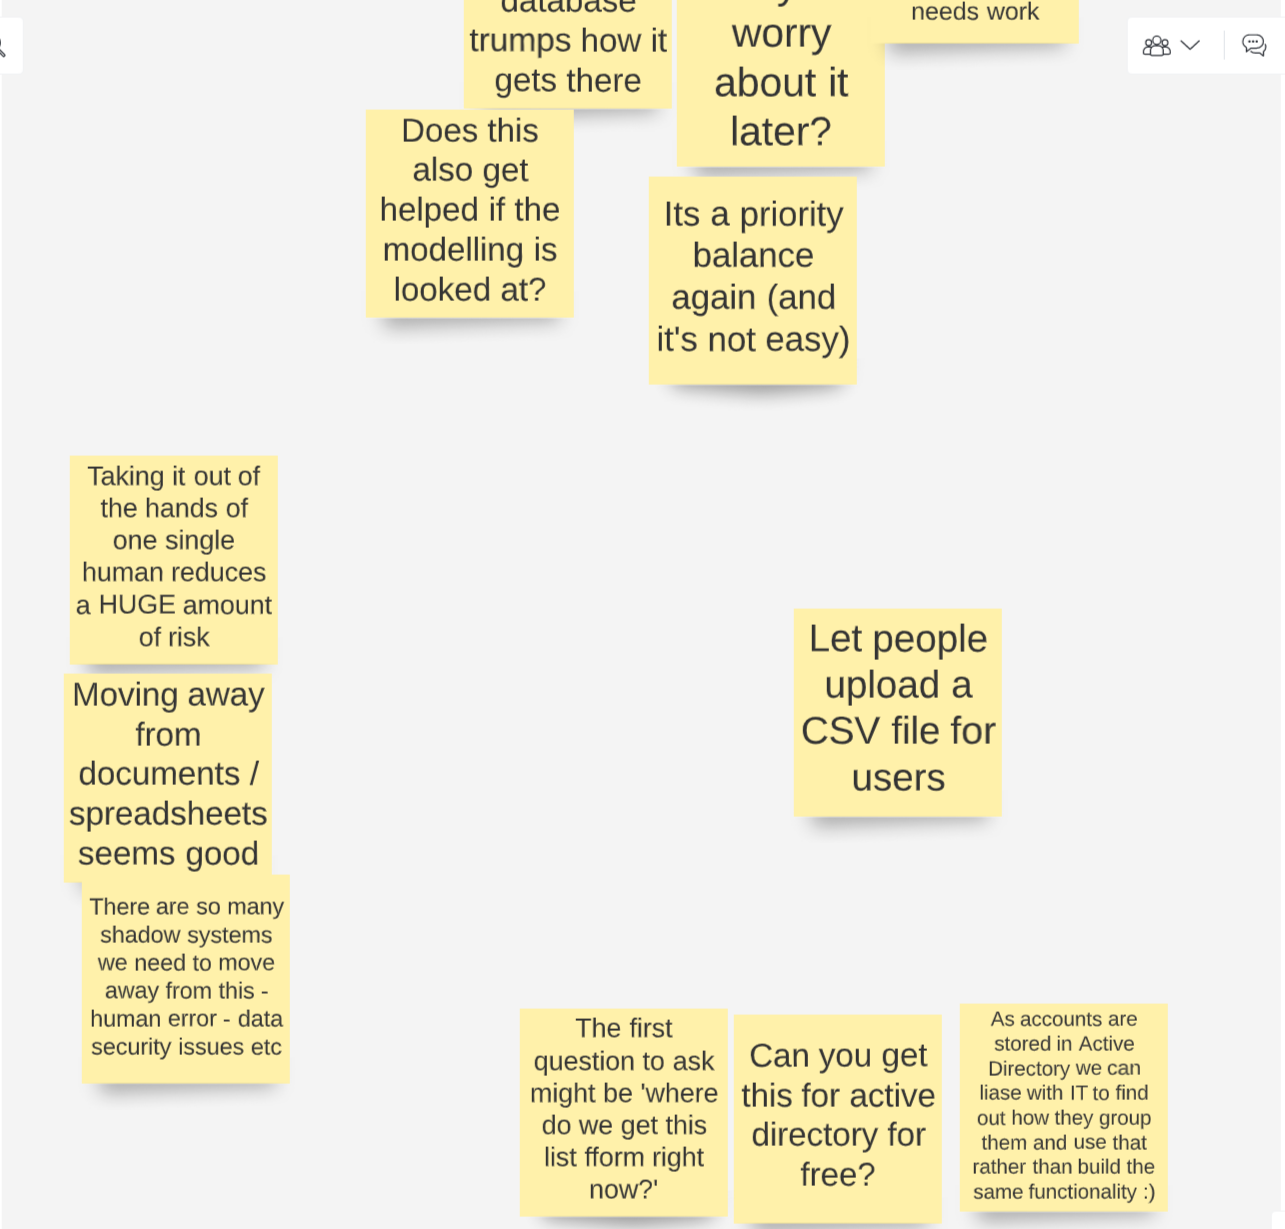 database
trumps how it
gets there
worry
about it
later?
needs work
Does this
also get
helped if the
modelling is
looked at?
Its a priority
balance
again (and
it's not easy)
Taking it out of
the hands of
one single
human reduces
a HUGE amount
of risk
Moving away
from
documents /
spreadsheets
seems good
There are so many
shadow systems
we need to move
away from this -
human error - data
security issues etc
Let people
upload a
CSV file for
users
The first
question to ask
might be 'where
do we get this
list fform right
now?'
Can you get
this for active
directory for
free?
As accounts are
stored in Active
Directory we can
liase with IT to find
out how they group
them and use that
rather than build the
same functionality :)